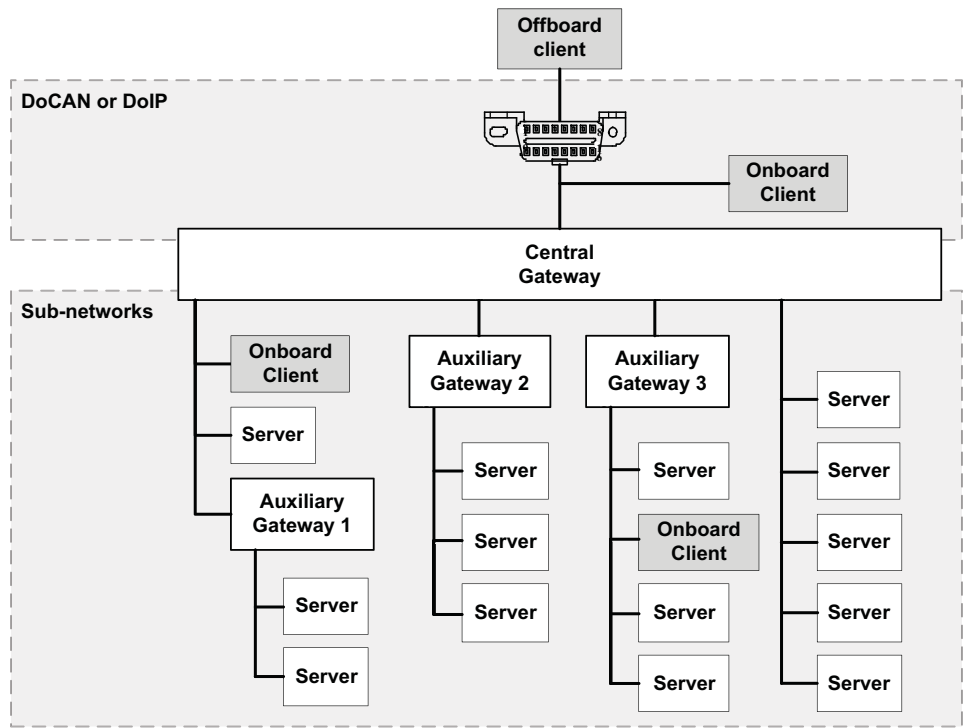 Offboard
client
DoCAN or DoIP
Onboard
Client
Central
Gateway
Sub-networks
Onboard
Client
Server
Auxiliary
Gateway 1
Server
Server
Auxiliary
Gateway 2
Server
Server
Server
Auxiliary
Gateway 3
Server
Onboard
Client
Server
Server
Server
Server
Server
Server
Server